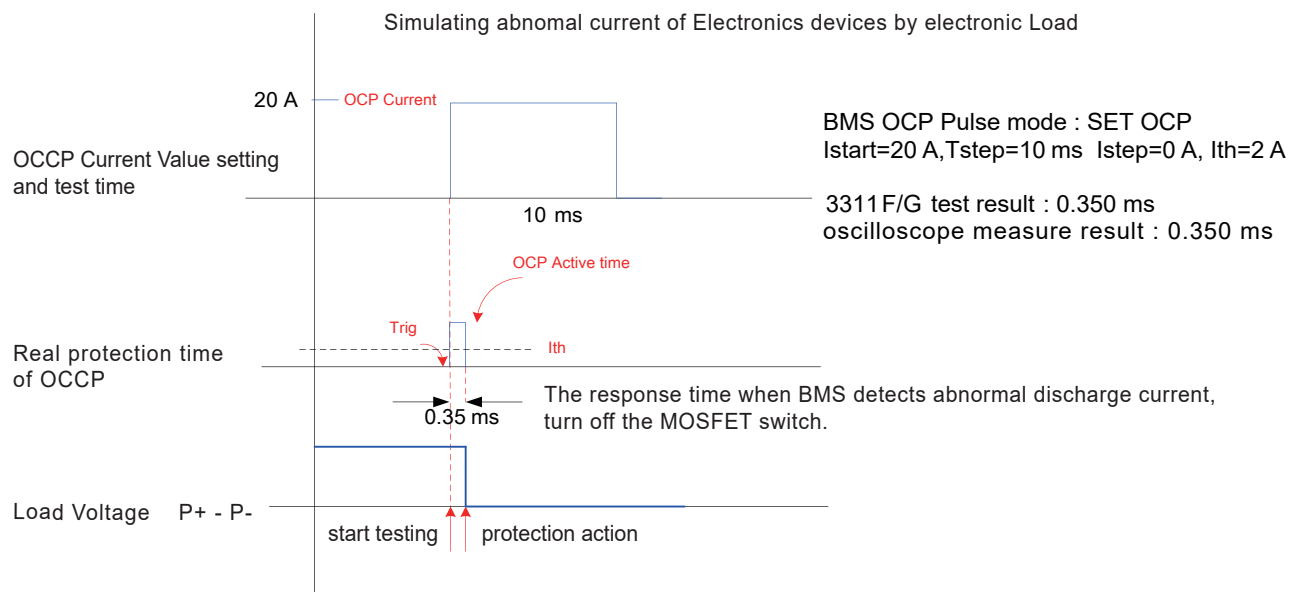 Simulating abnomal current of Electronics devices by electronic Load
20 A
OCP Current
BMS OCP Pulse mode : SET OCP
Istart=20 A,Tstep=10 ms Istep=0 A, Ith=2 A
OCCP Current Value setting
and test time
10 ms
3311F/G test result : 0.350 ms
oscilloscope measure result : 0.350 ms
OCP Active time
Trig
Ith
Real protection time
of OCCP
0.35 ms
The response time when BMS detects abnormal discharge current,
turn off the MOSFET switch.
Load Voltage P+ - P-
start testing
protection action